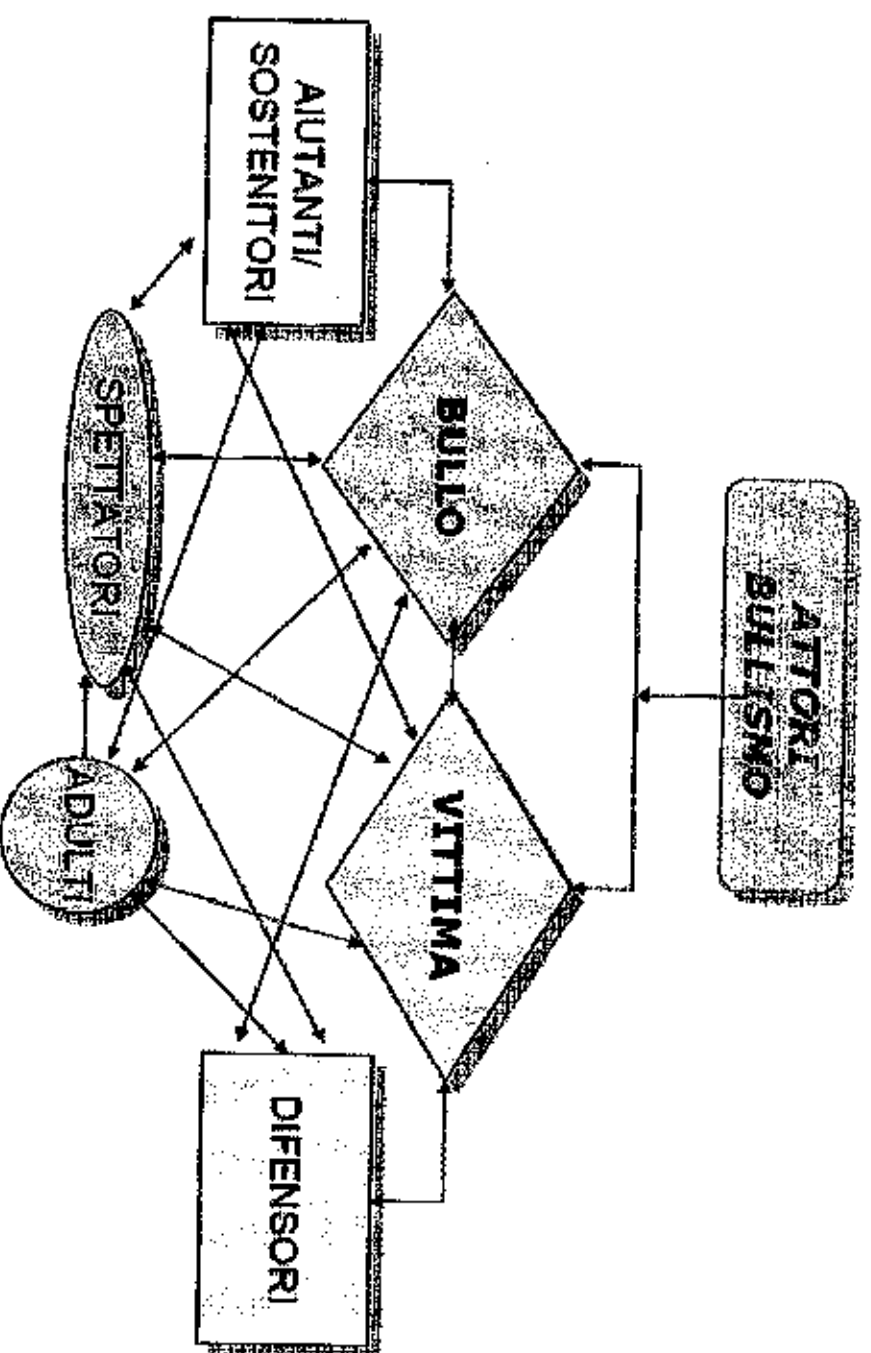 ATTORI
BULLISMO
BULLO
VITTIMA
AIUTANTI/
SOSTENITORI
DIFENSORI
SPETTATORI
ADULTI